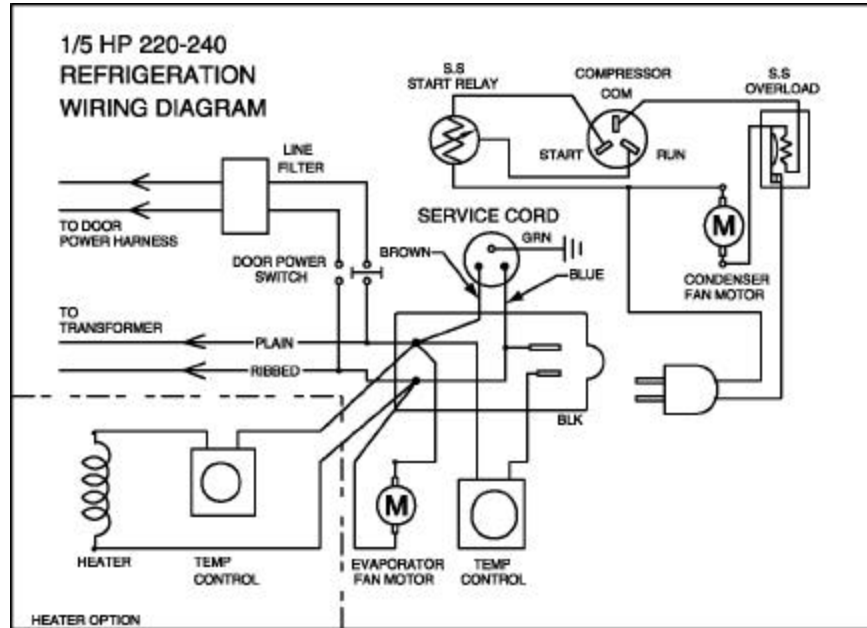 1/5 HP 220-240
REFRIGERATION
WIRING DIAGRAM
S.S
START RELAY
COMPRESSOR
COM
START
RUN
S.S
OVERLOAD
LINE
FILTER
TO DOOR
POWER HARNESS
DOOR POWER
SWITCH
SERVICE CORD
GRN
BROWN
BLUE
M
CONDENSER
FAN MOTOR
TO
TRANSFORMER
PLAIN
RIBBED
BLK
HEATER
TEMP
CONTROL
M
EVAPORATOR
FAN MOTOR
TEMP
CONTROL
HEATER OPTION